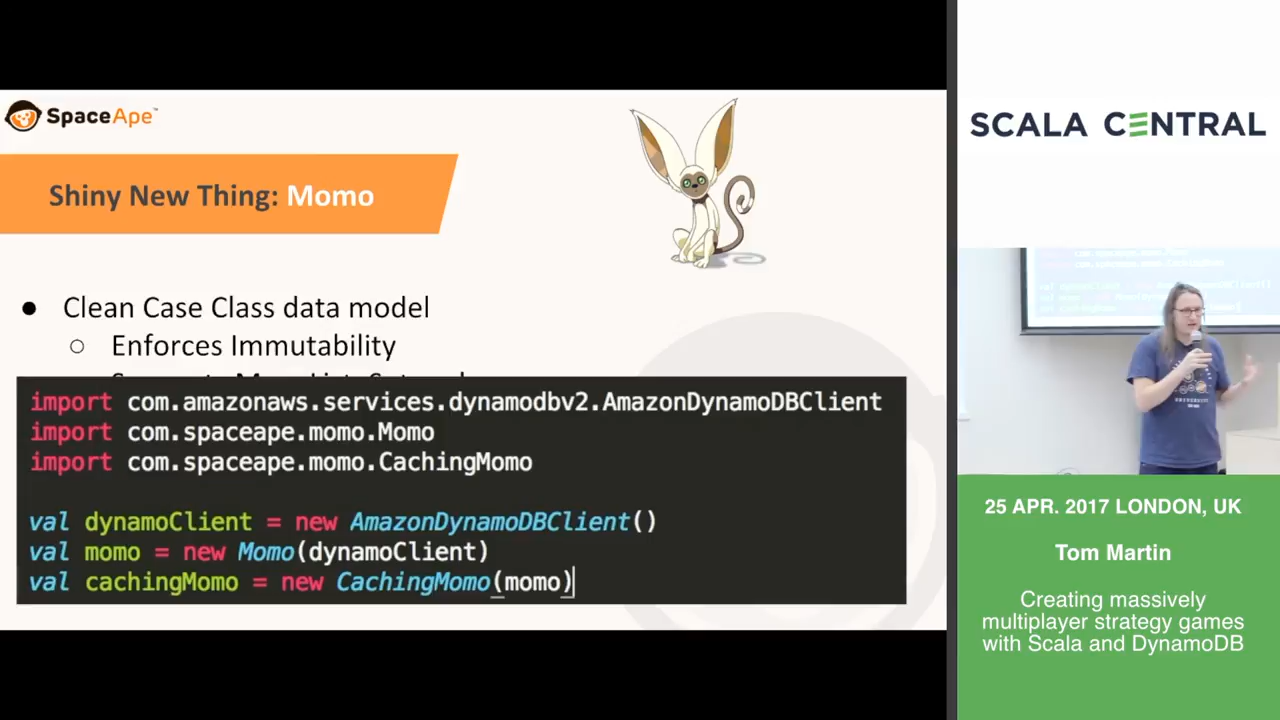 SpaceApe™
Shiny New Thing: Momo
● Clean Case Class data model
○ Enforces Immutability
import com.amazonaws.services.dynamodbv2.AmazonDynamoDBClient
import com.spaceape.momo.Momo
import com.spaceape.momo.CachingMomo
val dynamoClient = new AmazonDynamoDBClient()
val momo = new Momo(dynamoClient)
val cachingMomo = new CachingMomo(momo)
SCALA CENTRAL
25 APR. 2017 LONDON, UK
Tom Martin
Creating massively
multiplayer strategy games
with Scala and DynamoDB